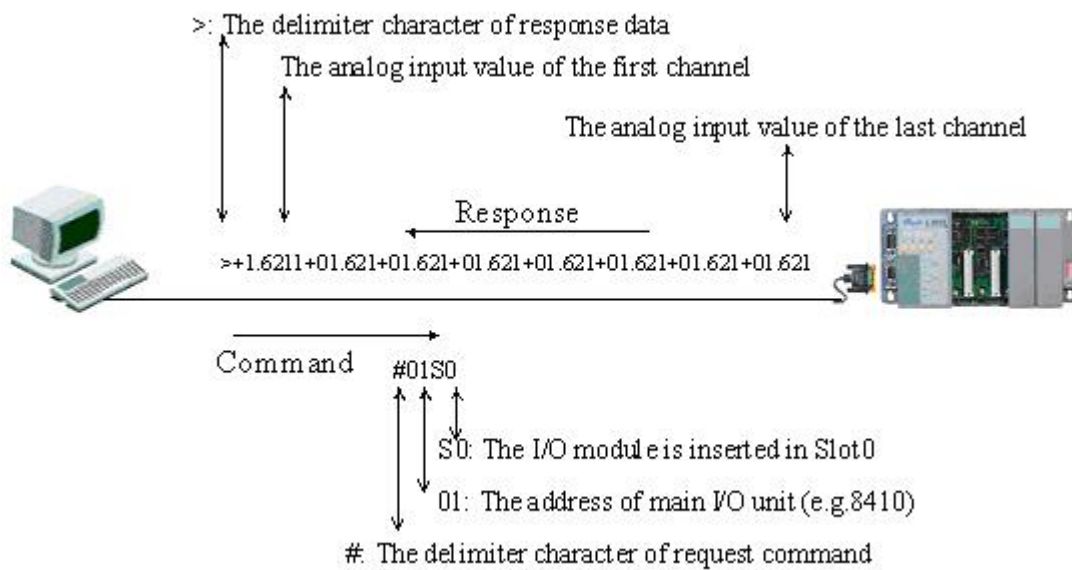 >: The delimiter character of response data
The analog input value of the first channel
The analog input value of the last channel
Response
>+1.6211+01.621+01.621+01.621+01.621+01.621+01.621+01.621
Command
#01S0
S0: The I/O module is inserted in Slot0
01: The address of main I/O unit (e.g.8410)
#: The delimiter character of request command